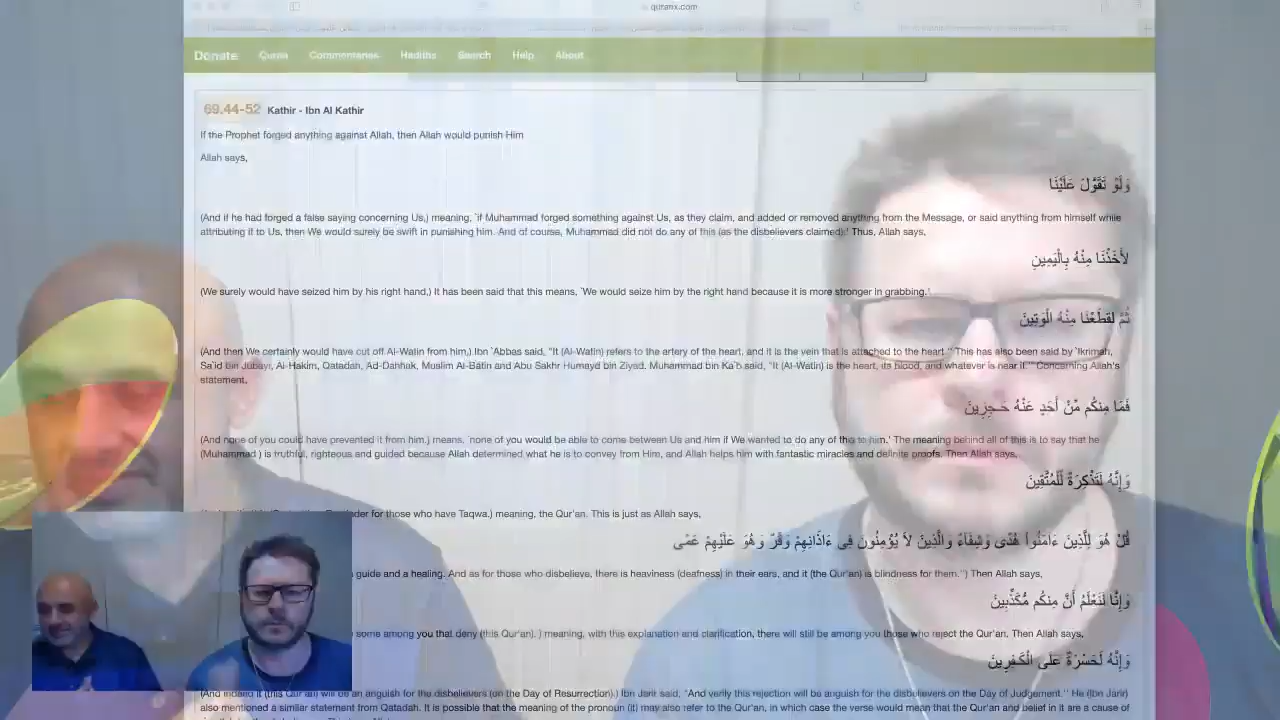 quranx.com
Donate Quran Commentaries Hadiths Search Help About
69.44-52 Kathir - Ibn Al Kathir
If the Prophet forged anything against Allah, then Allah would punish Him
Allah says,
وَلَوْ تَقَوَّلَ عَلَيْنَا
(And if he had forged a false saying concerning Us,) meaning, `if Muhammad forged something against Us, as they claim, and added or removed anything from the Message, or said anything from himself while
attributing it to Us, then We would surely be swift in punishing him. And of course, Muhammad did not do any of this (as the disbelievers claimed).' Thus, Allah says,
لأَخَذْنَا مِنْهُ بِالْيَمِينِ
(We surely would have seized him by his right hand,) It has been said that this means, `We would seize him by the right hand because it is more stronger in grabbing.'
ثُمَّ لَقَطَعْنَا مِنْهُ الْوَتِينَ
(And then We certainly would have cut off Al-Watin from him,) Ibn `Abbas said, "It (Al-Watin) refers to the artery of the heart, and it is the vein that is attached to the heart." This has also been said by `Ikrimah,
Sa`id bin Jubayr, Al-Hakim, Qatadah, Ad-Dahhak, Muslim Al-Batin and Abu Sakhr Humayd bin Ziyad. Muhammad bin Ka`b said, "It (Al-Watin) is the heart, its blood, and whatever is near it." Concerning Allah's
statement,
فَمَا مِنكُم مِّنْ أَحَدٍ عَنْهُ حَـجِزِينَ
(And none of you could have prevented it from him.) means, `none of you would be able to come between Us and him if We wanted to do any of this to him.' The meaning behind all of this is to say that he
(Muhammad ) is truthful, righteous and guided because Allah determined what he is to convey from Him, and Allah helps him with fantastic miracles and definite proofs. Then Allah says,
وَإِنَّهُ لَتَذْكِرَةٌ لِّلْمُتَّقِينَ
for those who have Taqwa.) meaning, the Qur'an. This is just as Allah says,
قُلْ هُوَ لِلَّذِينَ ءَامَنُواْ هُدًى وَشِفَآءٌ وَالَّذِينَ لاَ يُؤْمِنُونَ فِى ءَاذَانِهِمْ وَقْرٌ وَهُوَ عَلَيْهِمْ عَمًى
guide and a healing. And as for those who disbelieve, there is heaviness (deafness) in their ears, and it (the Qur'an) is blindness for them.") Then Allah says,
وَإِنَّا لَنَعْلَمُ أَنَّ مِنكُم مُّكَذِّبِينَ
some among you that deny (this Qur'an). ) meaning, with this explanation and clarification, there will still be among you those who reject the Qur'an. Then Allah says,
وَإِنَّهُ لَحَسْرَةٌ عَلَى الْكَـفِرِينَ
(And indeed it (this Qur'an) will be an anguish for the disbelievers (on the Day of Resurrection).) Ibn Jarir said, "And verily this rejection will be anguish for the disbelievers on the Day of Judgement." He (Ibn Jarir)
also mentioned a similar statement from Qatadah. It is possible that the meaning of the pronoun (it) may also refer to the Qur'an, in which case the verse would mean that the Qur'an and belief in it are a cause of